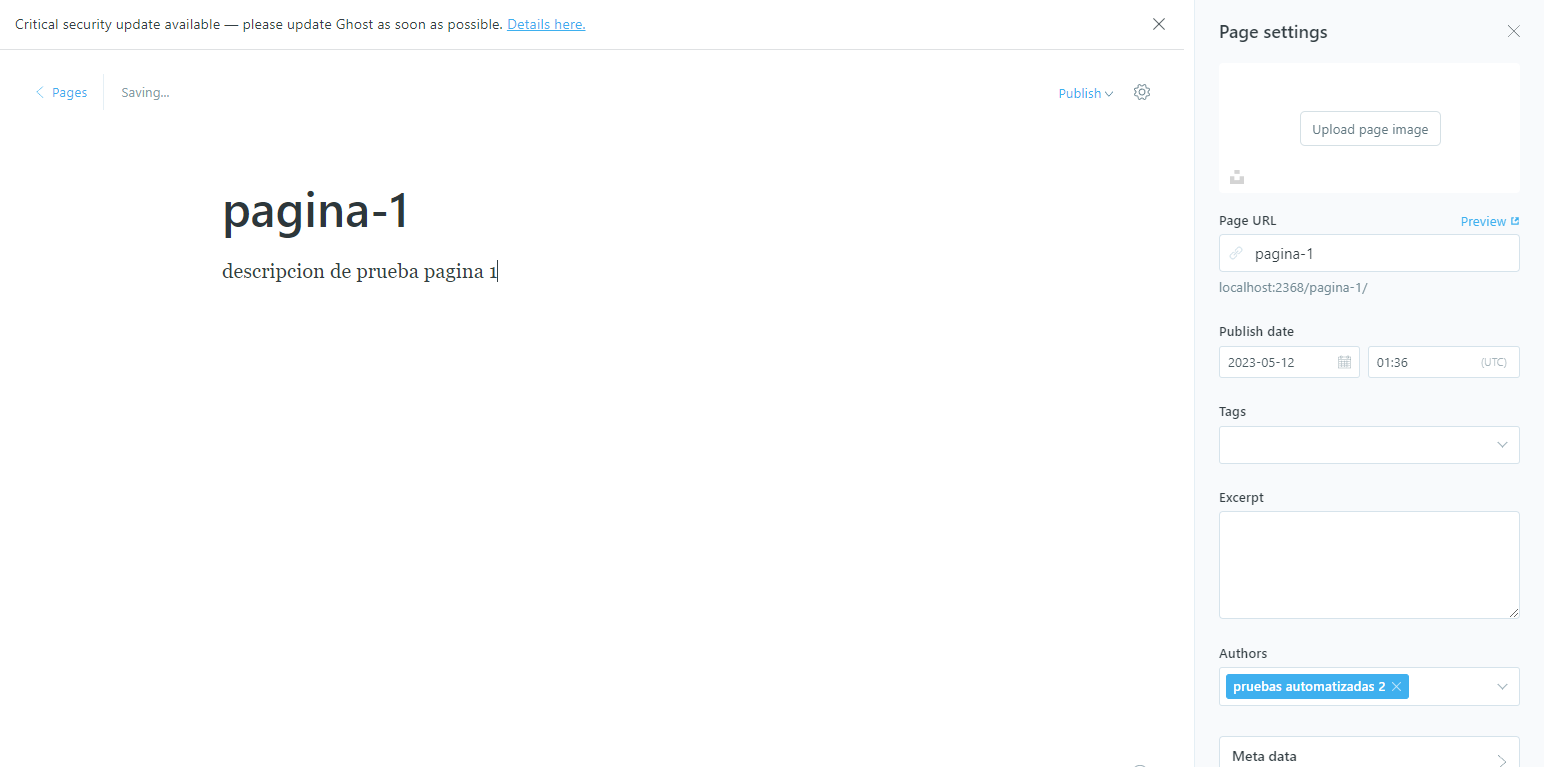 Critical security update available — please update Ghost as soon as possible. Details here.
Pages
Saving...
Publish
pagina-1
descripcion de prueba pagina 1
Page settings
Upload page image
Page URL
Preview
pagina-1
localhost:2368/pagina-1/
Publish date
2023-05-12
01:36
(UTC)
Tags
Excerpt
Authors
pruebas automatizadas 2
Meta data